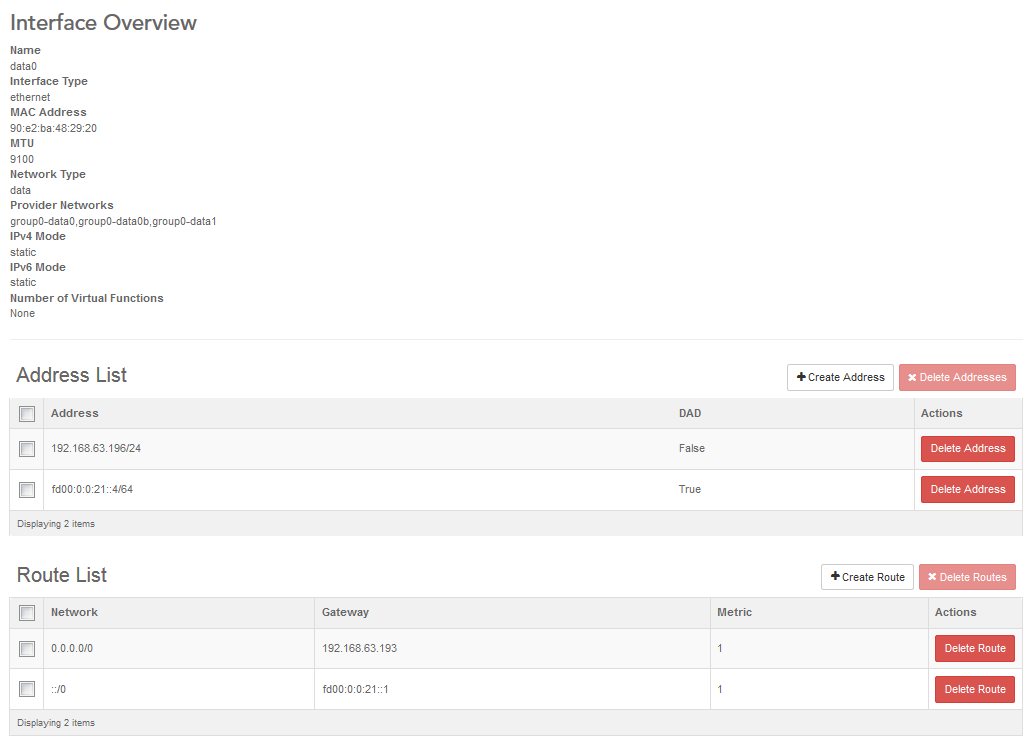 Interface Overview
Name
data0
Interface Type
ethernet
MAC Address
90:e2:ba:48:29:20
MTU
9100
Network Type
data
Provider Networks
group0-data0,group0-data0b,group0-data1
IPv4 Mode
static
IPv6 Mode
static
Number of Virtual Functions
None
Address List
Create Address Delete Addresses
Address DAD Actions
192.168.63.196/24 False Delete Address
fd00:0:0:21::4/64 True Delete Address
Displaying 2 items
Route List
Create Route Delete Routes
Network Gateway Metric Actions
0.0.0.0/0 192.168.63.193 1 Delete Route
::/0 fd00:0:0:21::1 1 Delete Route
Displaying 2 items